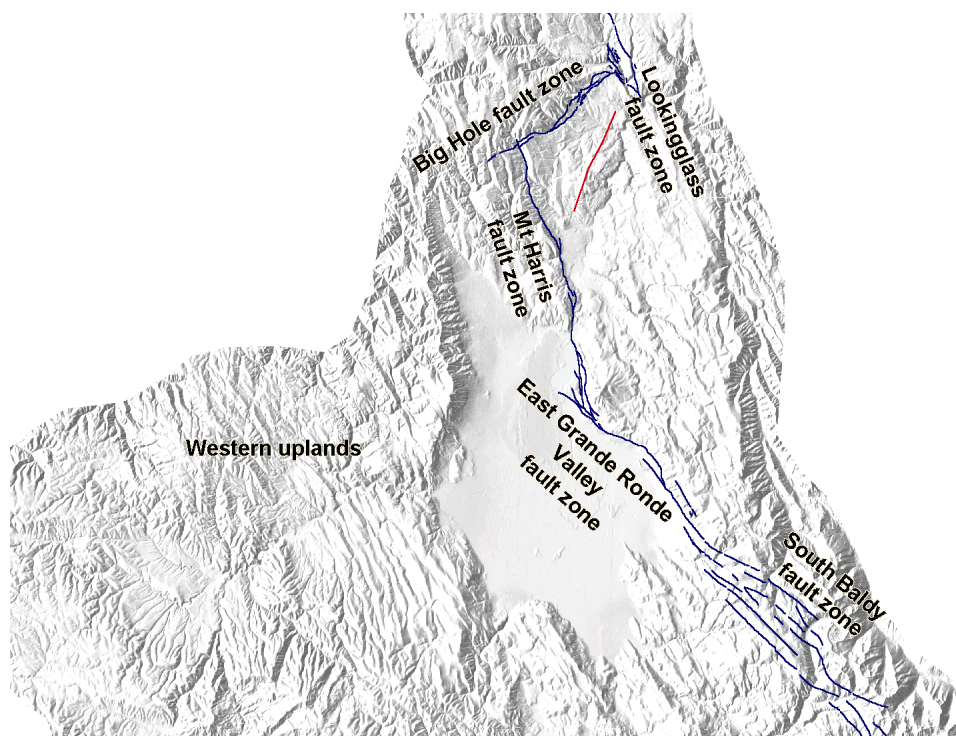 Big Hole fault zone
Lookingglass
fault zone
Mt Harris
fault zone
East Grande Ronde
Valley
fault zone
Western uplands
South Baldy
fault zone